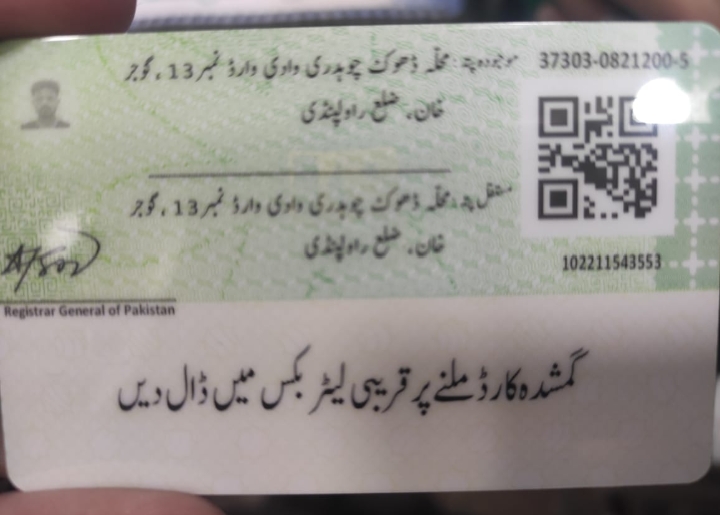 37303-0821200-5
موجودہ پتہ: محلہ ڈھوک چوہدری وادی وارڈ نمبر 13، گوجر
خان، ضلع راولپنڈی
مستقل پتہ: محلہ ڈھوک چوہدری وادی وارڈ نمبر 13، گوجر
خان، ضلع راولپنڈی
102211543553
Registrar General of Pakistan
گمشدہ کارڈ ملنے پر قریبی لیٹر بکس میں ڈال دیں